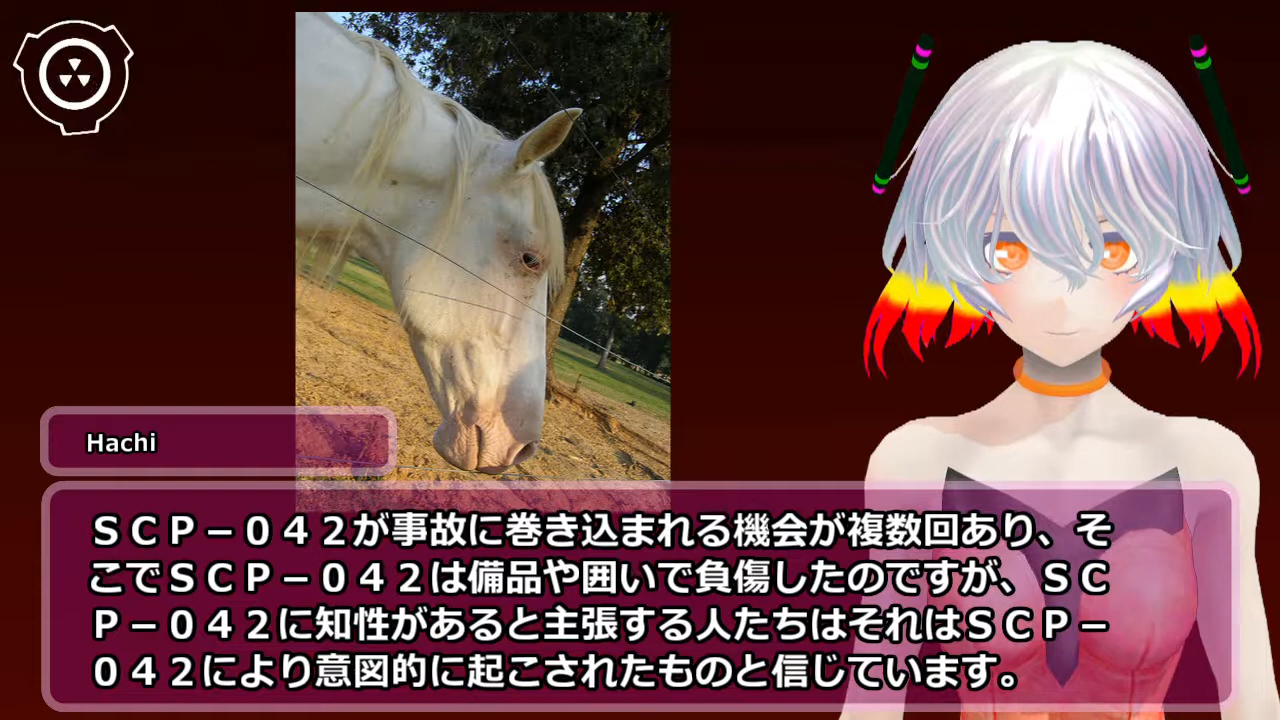 Hachi
ＳＣＰ－０４２が事故に巻き込まれる機会が複数回あり、そ
こでＳＣＰ－０４２は備品や囲いで負傷したのですが、ＳＣ
Ｐ－０４２に知性があると主張する人たちはそれはＳＣＰ－
０４２により意図的に起こされたものと信じています。